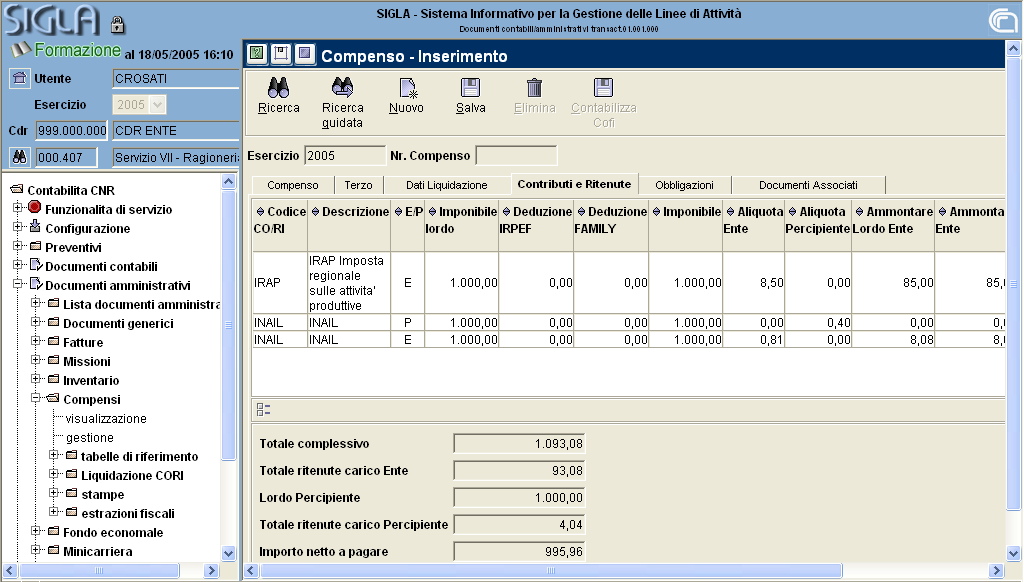 SIGLA
SIGLA - Sistema Informativo per la Gestione delle Linee di Attività
Documenti contabili/amministrativi transact.01.001.000
Formazione al 18/05/2005 16:10
Utente CROSATI
Esercizio 2005
Cdr 999.000.000 CDR ENTE
000.407 Servizio VII - Ragioneri
Contabilita CNR
Funzionalita di servizio
Configurazione
Preventivi
Documenti contabili
Documenti amministrativi
Lista documenti amministra
Documenti generici
Fatture
Missioni
Inventario
Compensi
visualizzazione
gestione
tabelle di riferimento
Liquidazione CORI
stampe
estrazioni fiscali
Fondo economale
Minicarriera
Compenso - Inserimento
Ricerca Ricerca guidata Nuovo Salva Elimina Contabilizza Cofi
Esercizio 2005 Nr. Compenso
Compenso Terzo Dati Liquidazione Contributi e Ritenute Obbligazioni Documenti Associati
Codice CO/RI Descrizione E/P Imponibile lordo Deduzione IRPEF Deduzione FAMILY Imponibile Aliquota Ente Aliquota Percipiente Ammontare Lordo Ente Ammonta Ente
IRAP IRAP Imposta regionale sulle attivita' produttive E 1.000,00 0,00 0,00 1.000,00 8,50 0,00 85,00 85,
INAIL INAIL P 1.000,00 0,00 0,00 1.000,00 0,00 0,40 0,00 0,
INAIL INAIL E 1.000,00 0,00 0,00 1.000,00 0,81 0,00 8,08 8,
Totale complessivo 1.093,08
Totale ritenute carico Ente 93,08
Lordo Percipiente 1.000,00
Totale ritenute carico Percipiente 4,04
Importo netto a pagare 995,96